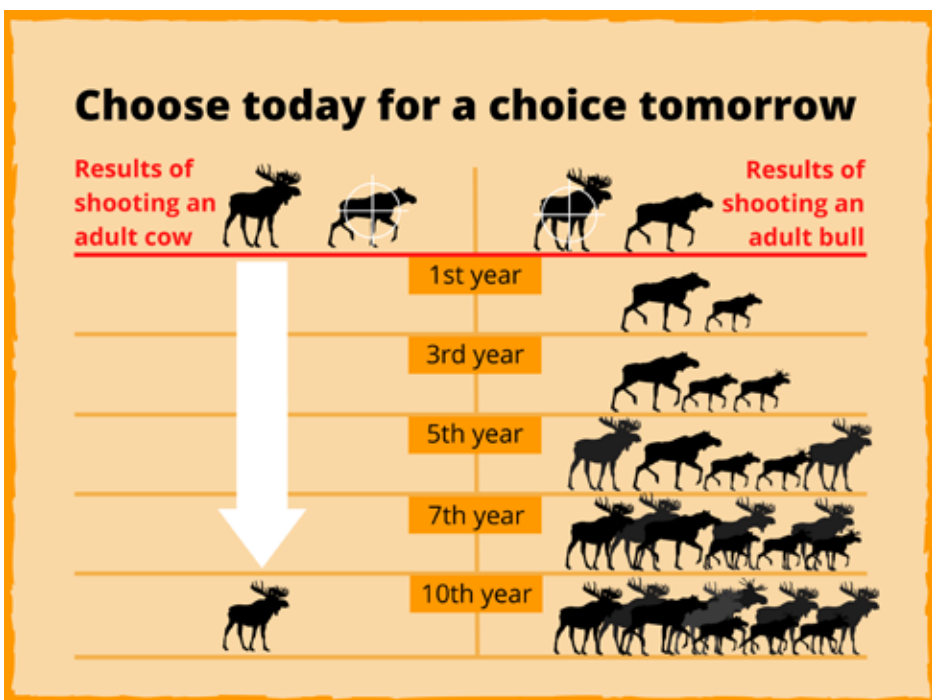 Choose today for a choice tomorrow
Results of
shooting an
adult cow
Results of
shooting an
adult bull
1st year
3rd year
5th year
7th year
10th year